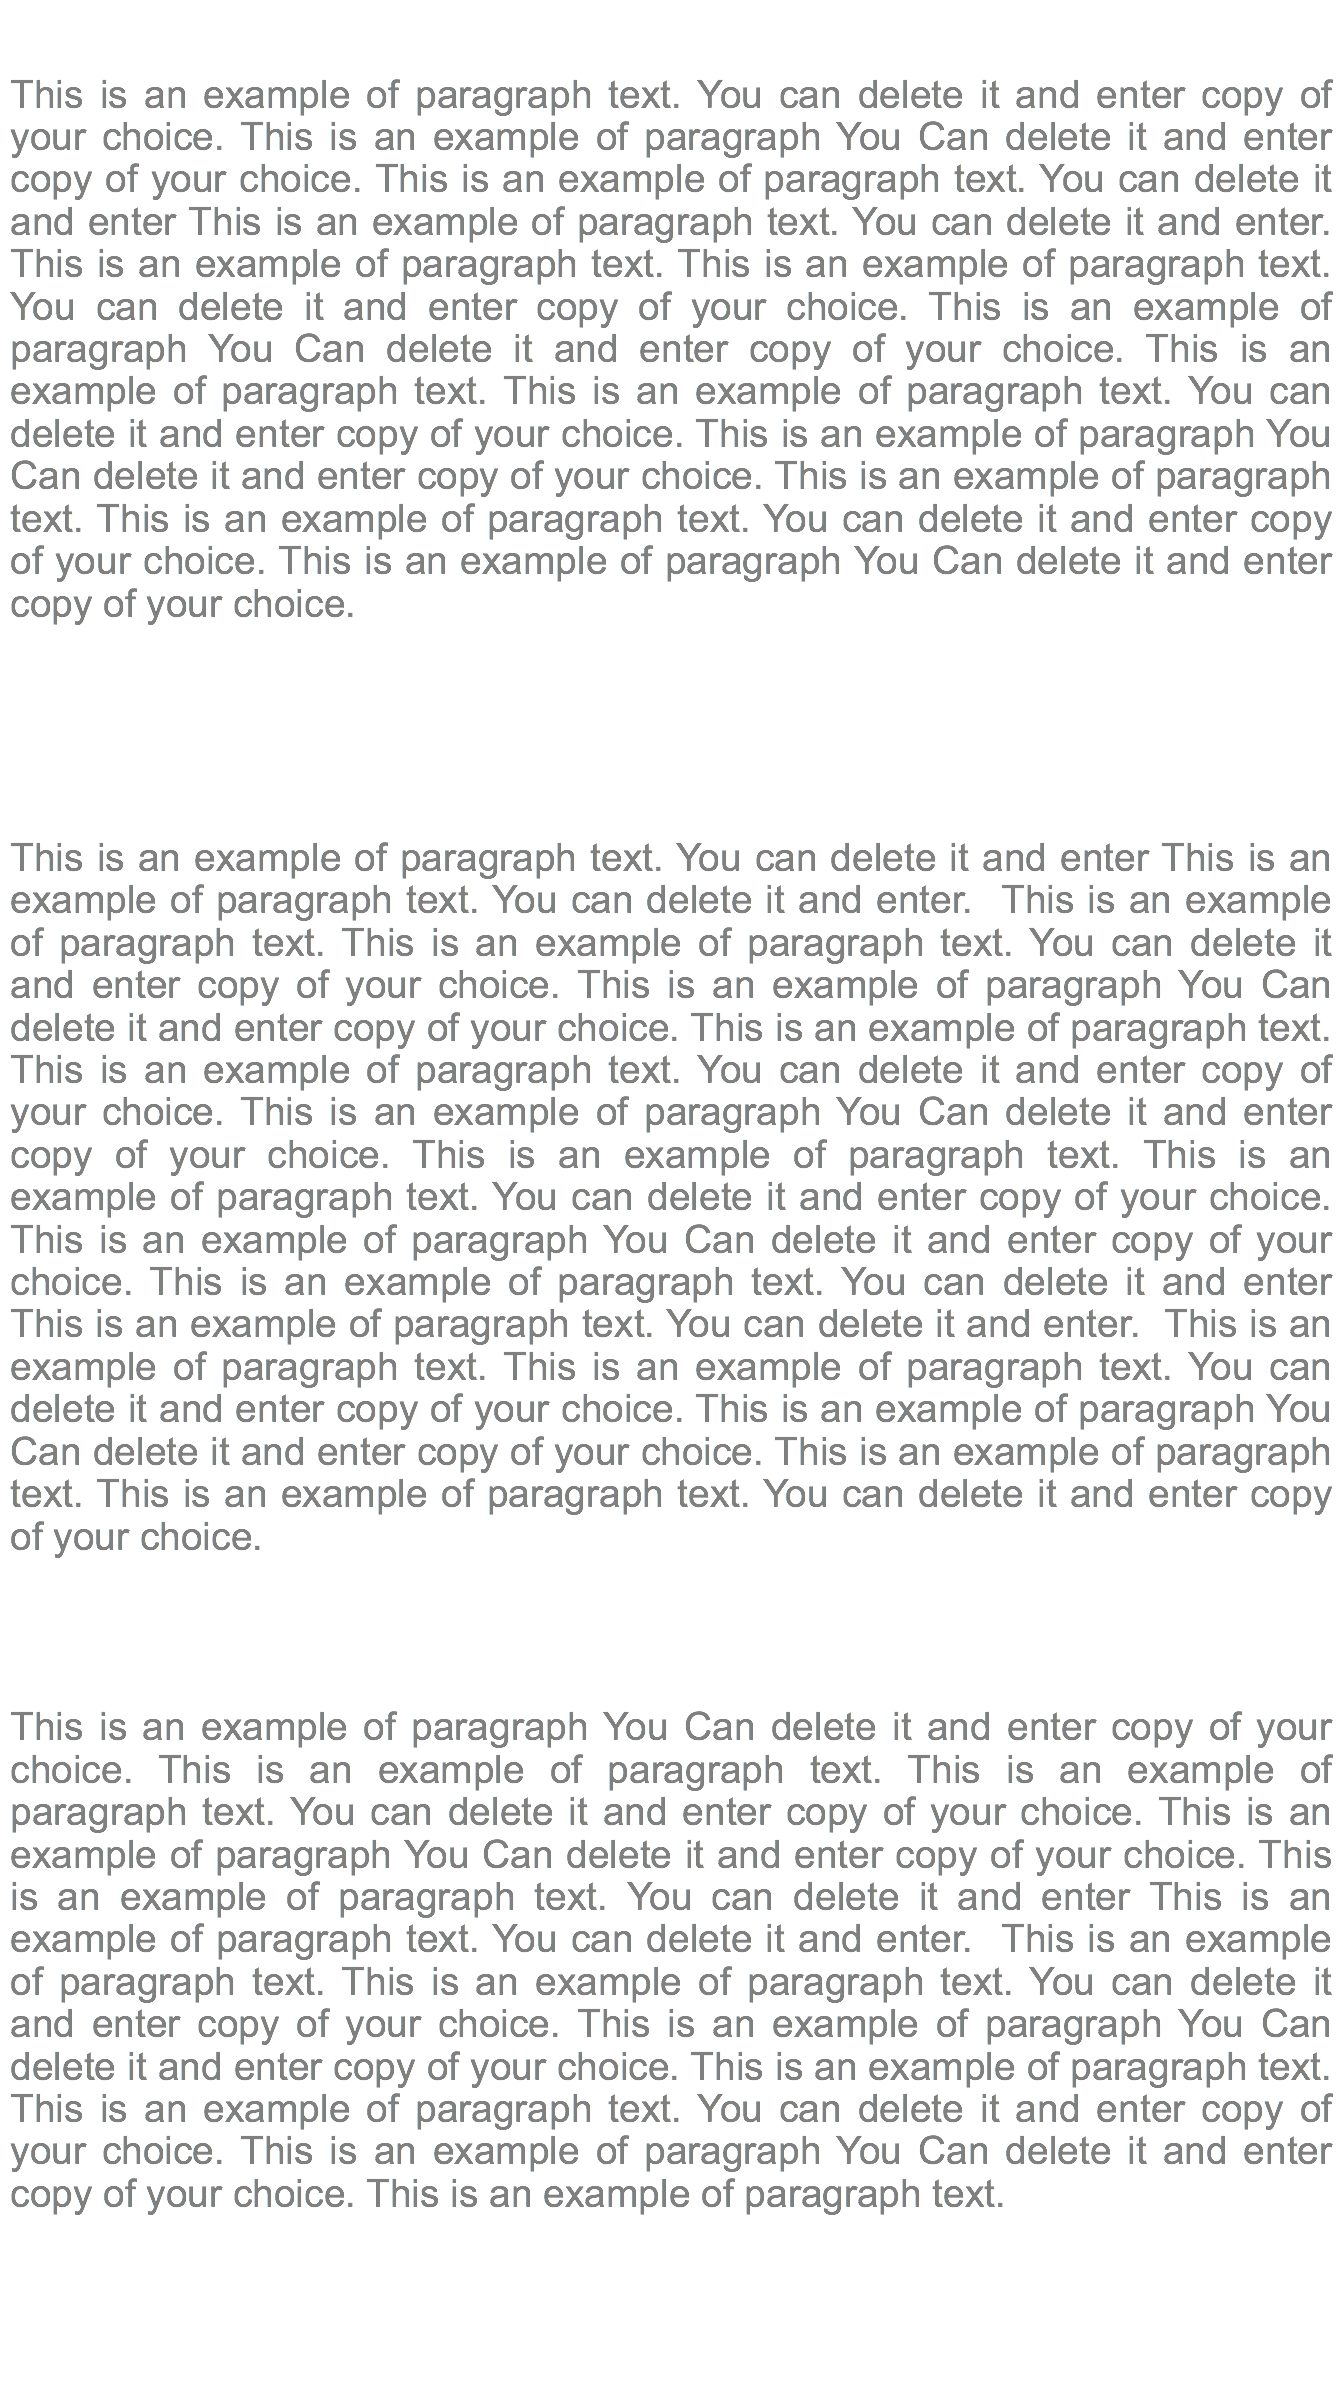 This is an example of paragraph text. You can delete it and enter copy of
your choice. This is an example of paragraph You Can delete it and enter
copy of your choice. This is an example of paragraph text. You can delete it
and enter This is an example of paragraph text. You can delete it and enter.
This is an example of paragraph text. This is an example of paragraph text.
You can delete it and enter copy of your choice. This is an example of
paragraph You Can delete it and enter copy of your choice. This is an
example of paragraph text. This is an example of paragraph text. You can
delete it and enter copy of your choice. This is an example of paragraph You
Can delete it and enter copy of your choice. This is an example of paragraph
text. This is an example of paragraph text. You can delete it and enter copy
of your choice. This is an example of paragraph You Can delete it and enter
copy of your choice.
This is an example of paragraph text. You can delete it and enter This is an
example of paragraph text. You can delete it and enter.  This is an example
of paragraph text. This is an example of paragraph text. You can delete it
and enter copy of your choice. This is an example of paragraph You Can
delete it and enter copy of your choice. This is an example of paragraph text.
This is an example of paragraph text. You can delete it and enter copy of
your choice. This is an example of paragraph You Can delete it and enter
copy of your choice. This is an example of paragraph text. This is an
example of paragraph text. You can delete it and enter copy of your choice.
This is an example of paragraph You Can delete it and enter copy of your
choice. This is an example of paragraph text. You can delete it and enter
This is an example of paragraph text. You can delete it and enter.  This is an
example of paragraph text. This is an example of paragraph text. You can
delete it and enter copy of your choice. This is an example of paragraph You
Can delete it and enter copy of your choice. This is an example of paragraph
text. This is an example of paragraph text. You can delete it and enter copy
of your choice.
This is an example of paragraph You Can delete it and enter copy of your
choice. This is an example of paragraph text. This is an example of
paragraph text. You can delete it and enter copy of your choice. This is an
example of paragraph You Can delete it and enter copy of your choice. This
is an example of paragraph text. You can delete it and enter This is an
example of paragraph text. You can delete it and enter.  This is an example
of paragraph text. This is an example of paragraph text. You can delete it
and enter copy of your choice. This is an example of paragraph You Can
delete it and enter copy of your choice. This is an example of paragraph text.
This is an example of paragraph text. You can delete it and enter copy of
your choice. This is an example of paragraph You Can delete it and enter
copy of your choice. This is an example of paragraph text.